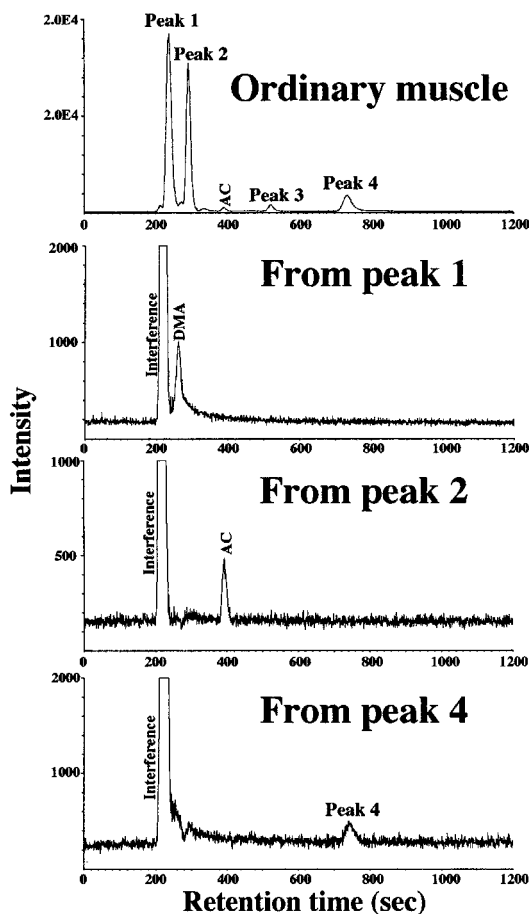 2.0E4
Peak 1
Peak 2
Ordinary muscle
2.0E4
AC
Peak 3
Peak 4
0 200 400 600 800 1000 1200
2000
From peak 1
Interference
DMA
1000
0 200 400 600 800 1000 1200
Intensity
1000
From peak 2
Interference
AC
500
0 200 400 600 800 1000 1200
2000
From peak 4
Interference
1000
Peak 4
0 200 400 600 800 1000 1200
Retention time (sec)